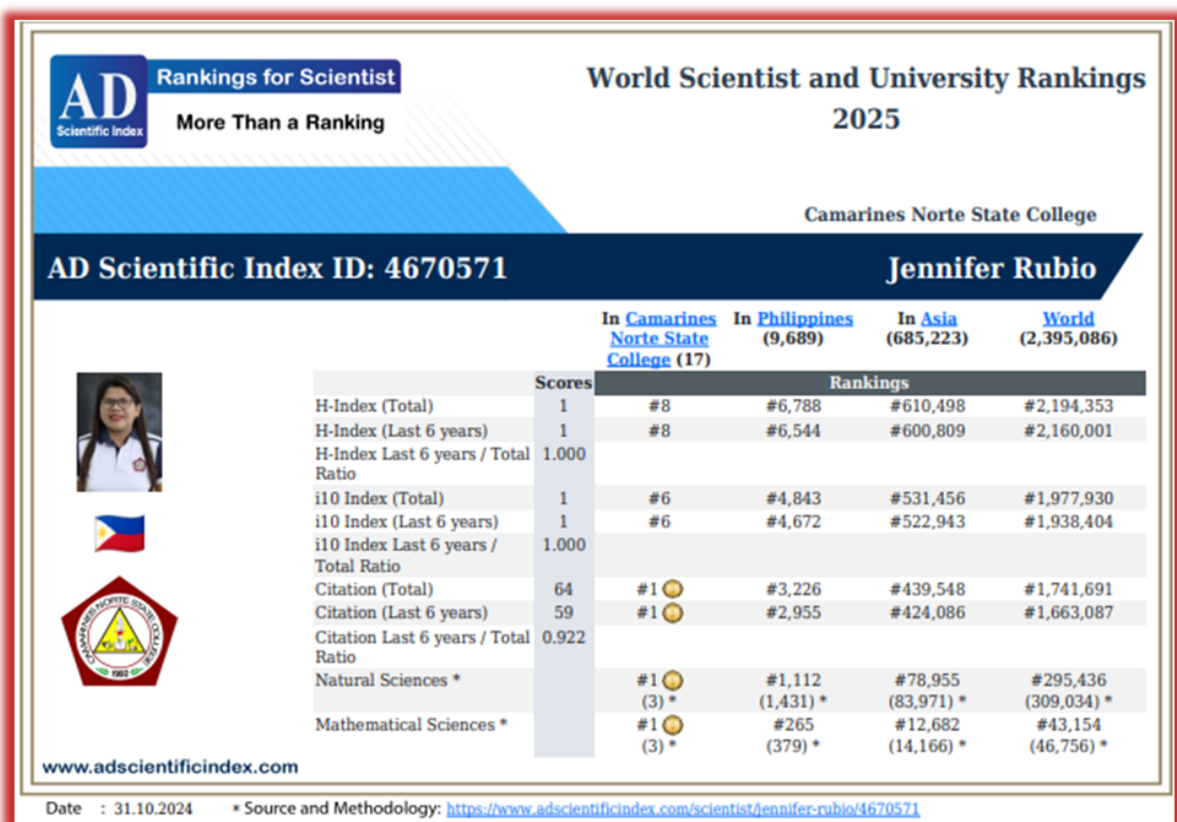 AD
Scientific Index
Rankings for Scientist
More Than a Ranking
World Scientist and University Rankings
2025
Camarines Norte State College
AD Scientific Index ID: 4670571
Jennifer Rubio
In Camarines Norte State College (17) In Philippines (9,689) In Asia (685,223) World (2,395,086)
Scores Rankings
H-Index (Total) 1 #8 #6,788 #610,498 #2,194,353
H-Index (Last 6 years) 1 #8 #6,544 #600,809 #2,160,001
H-Index Last 6 years / Total 1.000
Ratio
i10 Index (Total) 1 #6 #4,843 #531,456 #1,977,930
i10 Index (Last 6 years) 1 #6 #4,672 #522,943 #1,938,404
i10 Index Last 6 years / 1.000
Total Ratio
Citation (Total) 64 #1 #3,226 #439,548 #1,741,691
Citation (Last 6 years) 59 #1 #2,955 #424,086 #1,663,087
Citation Last 6 years / Total 0.922
Ratio
Natural Sciences * #1 #1,112 #78,955 #295,436
(3) * (1,431) * (83,971) * (309,034) *
Mathematical Sciences * #1 #265 #12,682 #43,154
(3) * (379) * (14,166) * (46,756) *
CAMARINES NORTE STATE COLLEGE
1992
www.adscientificindex.com
Date : 31.10.2024 * Source and Methodology: https://www.adscientificindex.com/scientist/jennifer-rubio/4670571